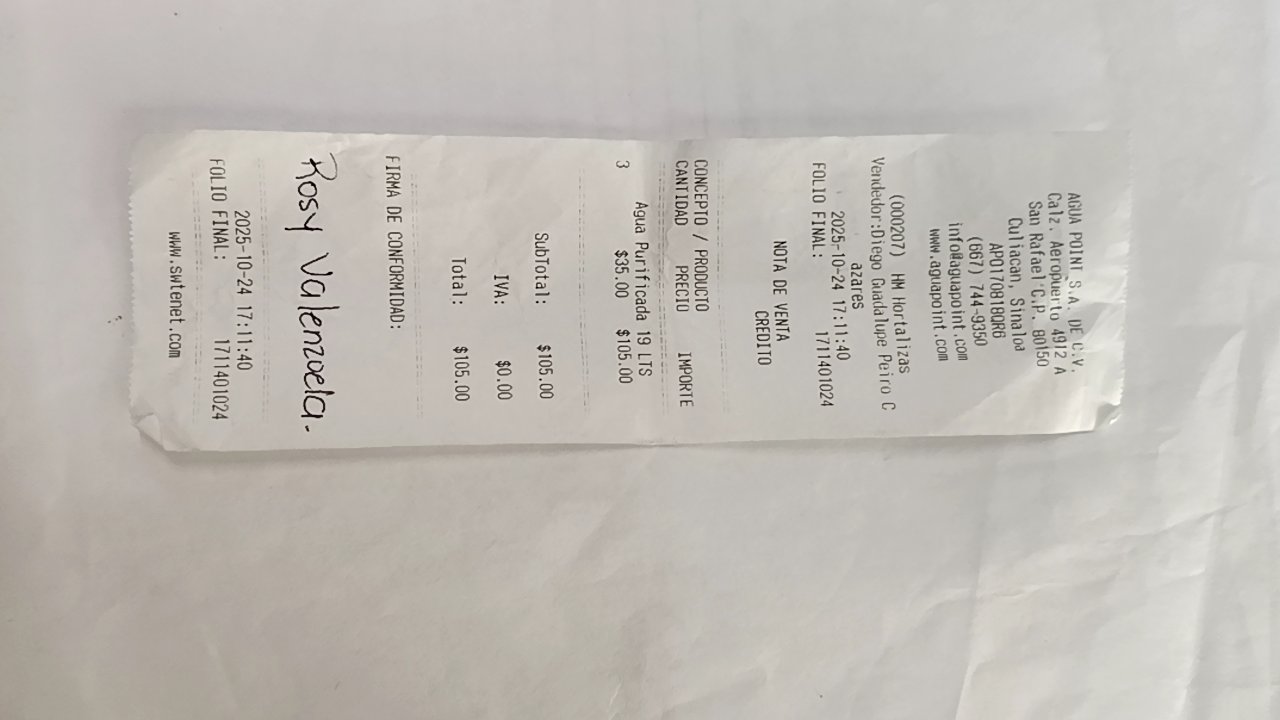 AGUA POINT S.A. DE C.V.
Calz. Aeropuerto 4912 A
San Rafael C.P. 80150
Culiacan, Sinaloa
APO170818QR6
(667) 744-9350
info@aguapoint.com
www.aguapoint.com
(000207) HM Hortalizas
Vendedor:Diego Guadalupe Peiro C
azares
2025-10-24 17:11:40
FOLIO FINAL: 1711401024
NOTA DE VENTA
CREDITO
CONCEPTO / PRODUCTO
CANTIDAD PRECIO IMPORTE
Agua Purificada 19 LTS
3 $35.00 $105.00
SubTotal: $105.00
IVA: $0.00
Total: $105.00
FIRMA DE CONFORMIDAD:
Rosy Valenzuela.
2025-10-24 17:11:40
FOLIO FINAL: 1711401024
www.swtenet.com